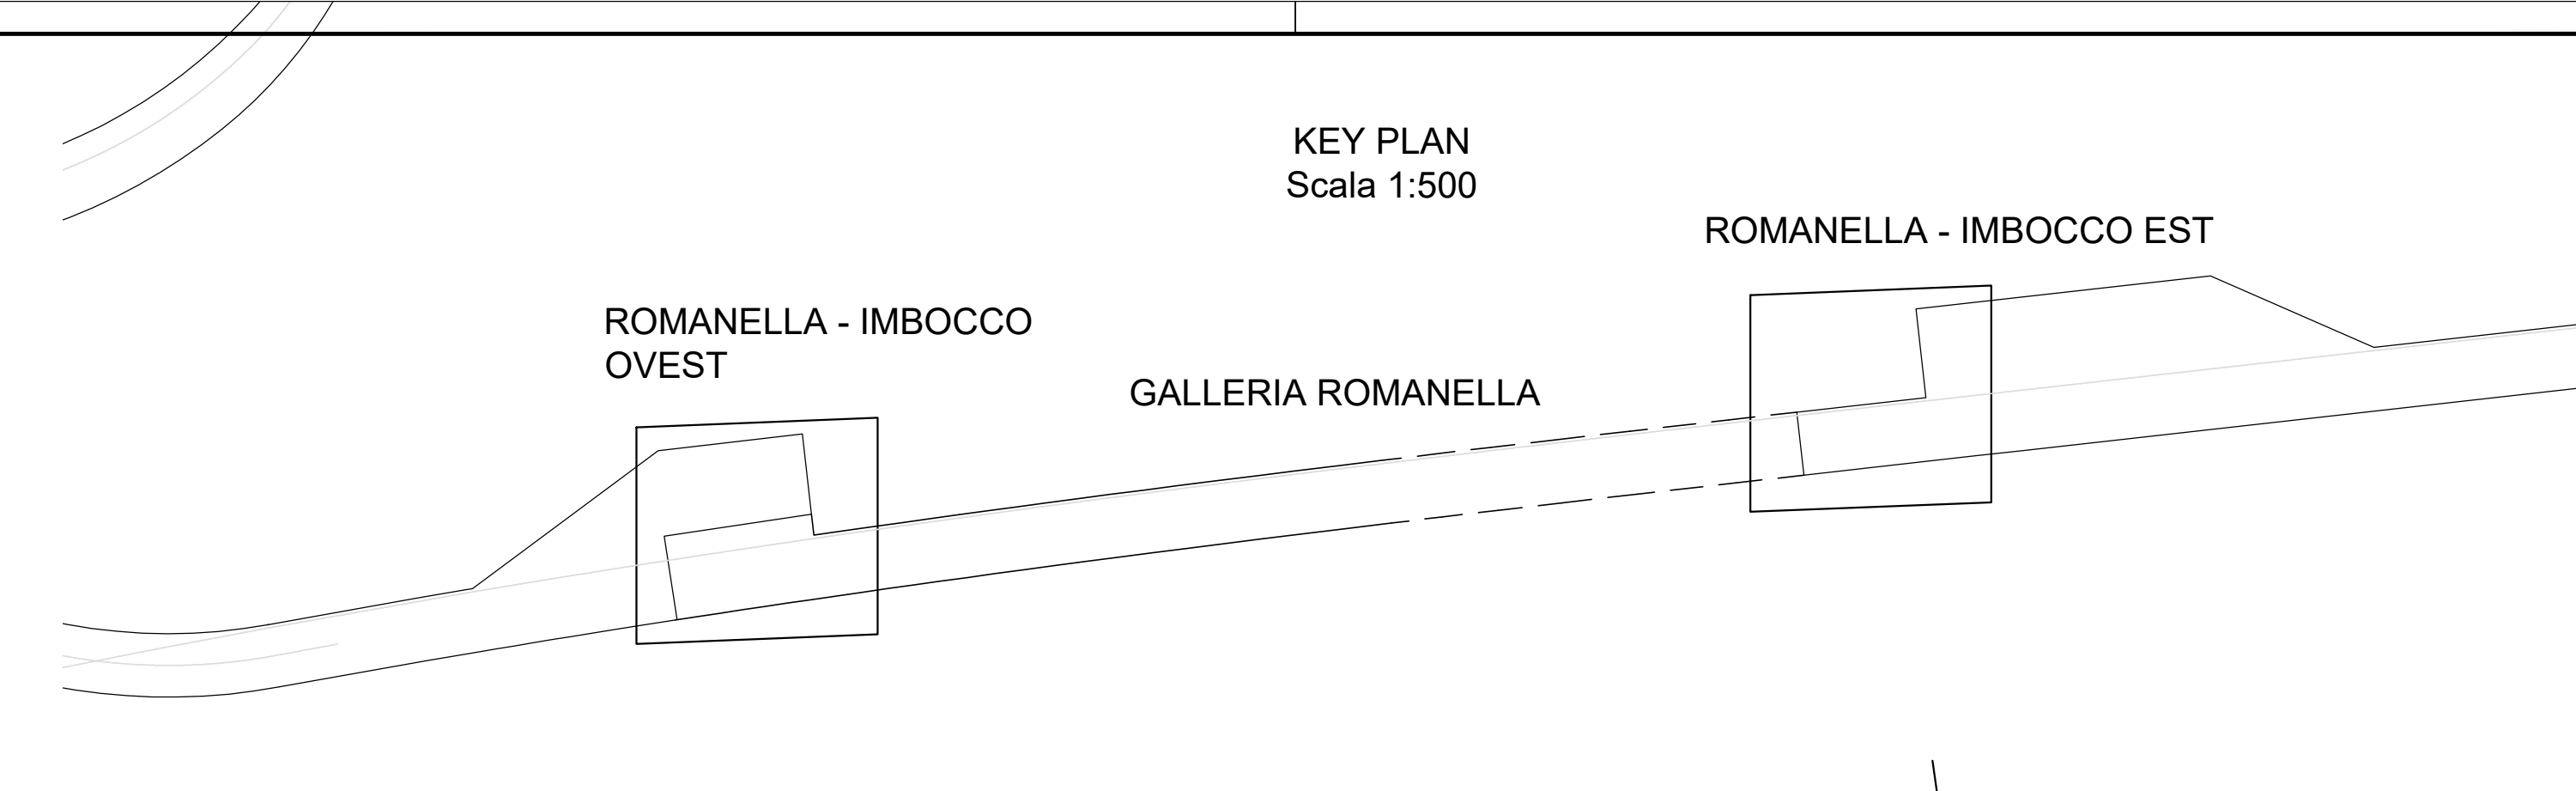 KEY PLAN
Scala 1:500
ROMANELLA - IMBOCCO EST
ROMANELLA - IMBOCCO
OVEST
GALLERIA ROMANELLA